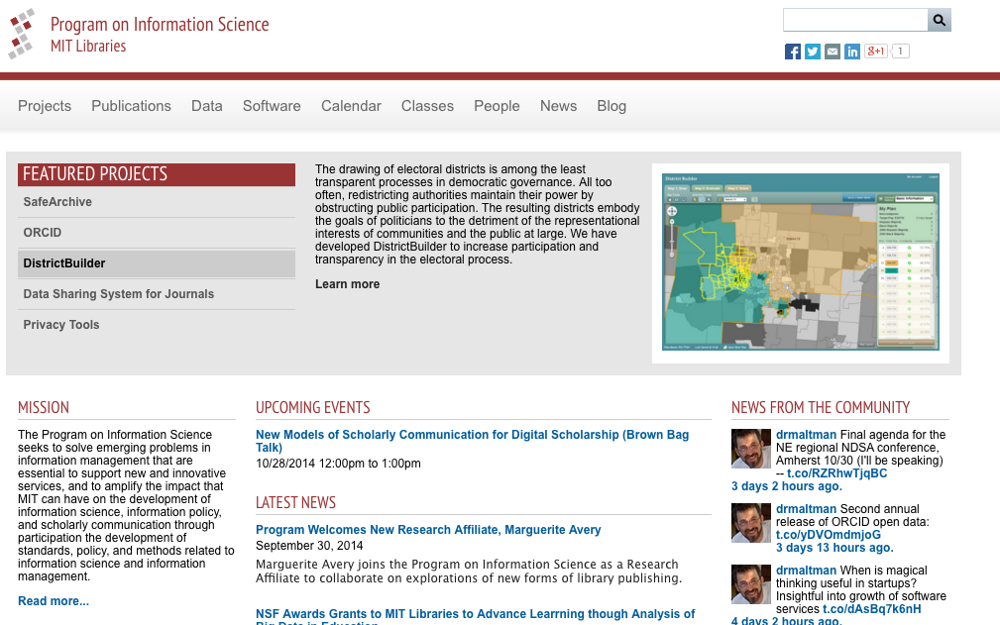 Program on Information Science
MIT Libraries
g+1
1
Projects Publications Data Software Calendar Classes People News Blog
FEATURED PROJECTS
SafeArchive
ORCID
DistrictBuilder
Data Sharing System for Journals
Privacy Tools
The drawing of electoral districts is among the least
transparent processes in democratic governance. All too
often, redistricting authorities maintain their power by
obstructing public participation. The resulting districts embody
the goals of politicians to the detriment of the representational
interests of communities and the public at large. We have
developed DistrictBuilder to increase participation and
transparency in the electoral process.
Learn more
District Builder
My Plan
MISSION
The Program on Information Science
seeks to solve emerging problems in
information management that are
essential to support new and innovative
services, and to amplify the impact that
MIT can have on the development of
information science, information policy,
and scholarly communication through
participation the development of
standards, policy, and methods related to
information science and information
management.
Read more...
UPCOMING EVENTS
New Models of Scholarly Communication for Digital Scholarship (Brown Bag
Talk)
10/28/2014 12:00pm to 1:00pm
LATEST NEWS
Program Welcomes New Research Affiliate, Marguerite Avery
September 30, 2014
Marguerite Avery joins the Program on Information Science as a Research
Affiliate to collaborate on explorations of new forms of library publishing.
NSF Awards Grants to MIT Libraries to Advance Learrning though Analysis of
Big Data in Education
NEWS FROM THE COMMUNITY
drmaltman Final agenda for the
NE regional NDSA conference,
Amherst 10/30 (I'll be speaking)
-- t.co/RZRhwTjqBC
3 days 2 hours ago.
drmaltman Second annual
release of ORCID open data:
t.co/yDVOmdmjoG
3 days 13 hours ago.
drmaltman When is magical
thinking useful in startups?
Insightful into growth of software
services t.co/dAsBq7k6nH
4 days 2 hours ago.